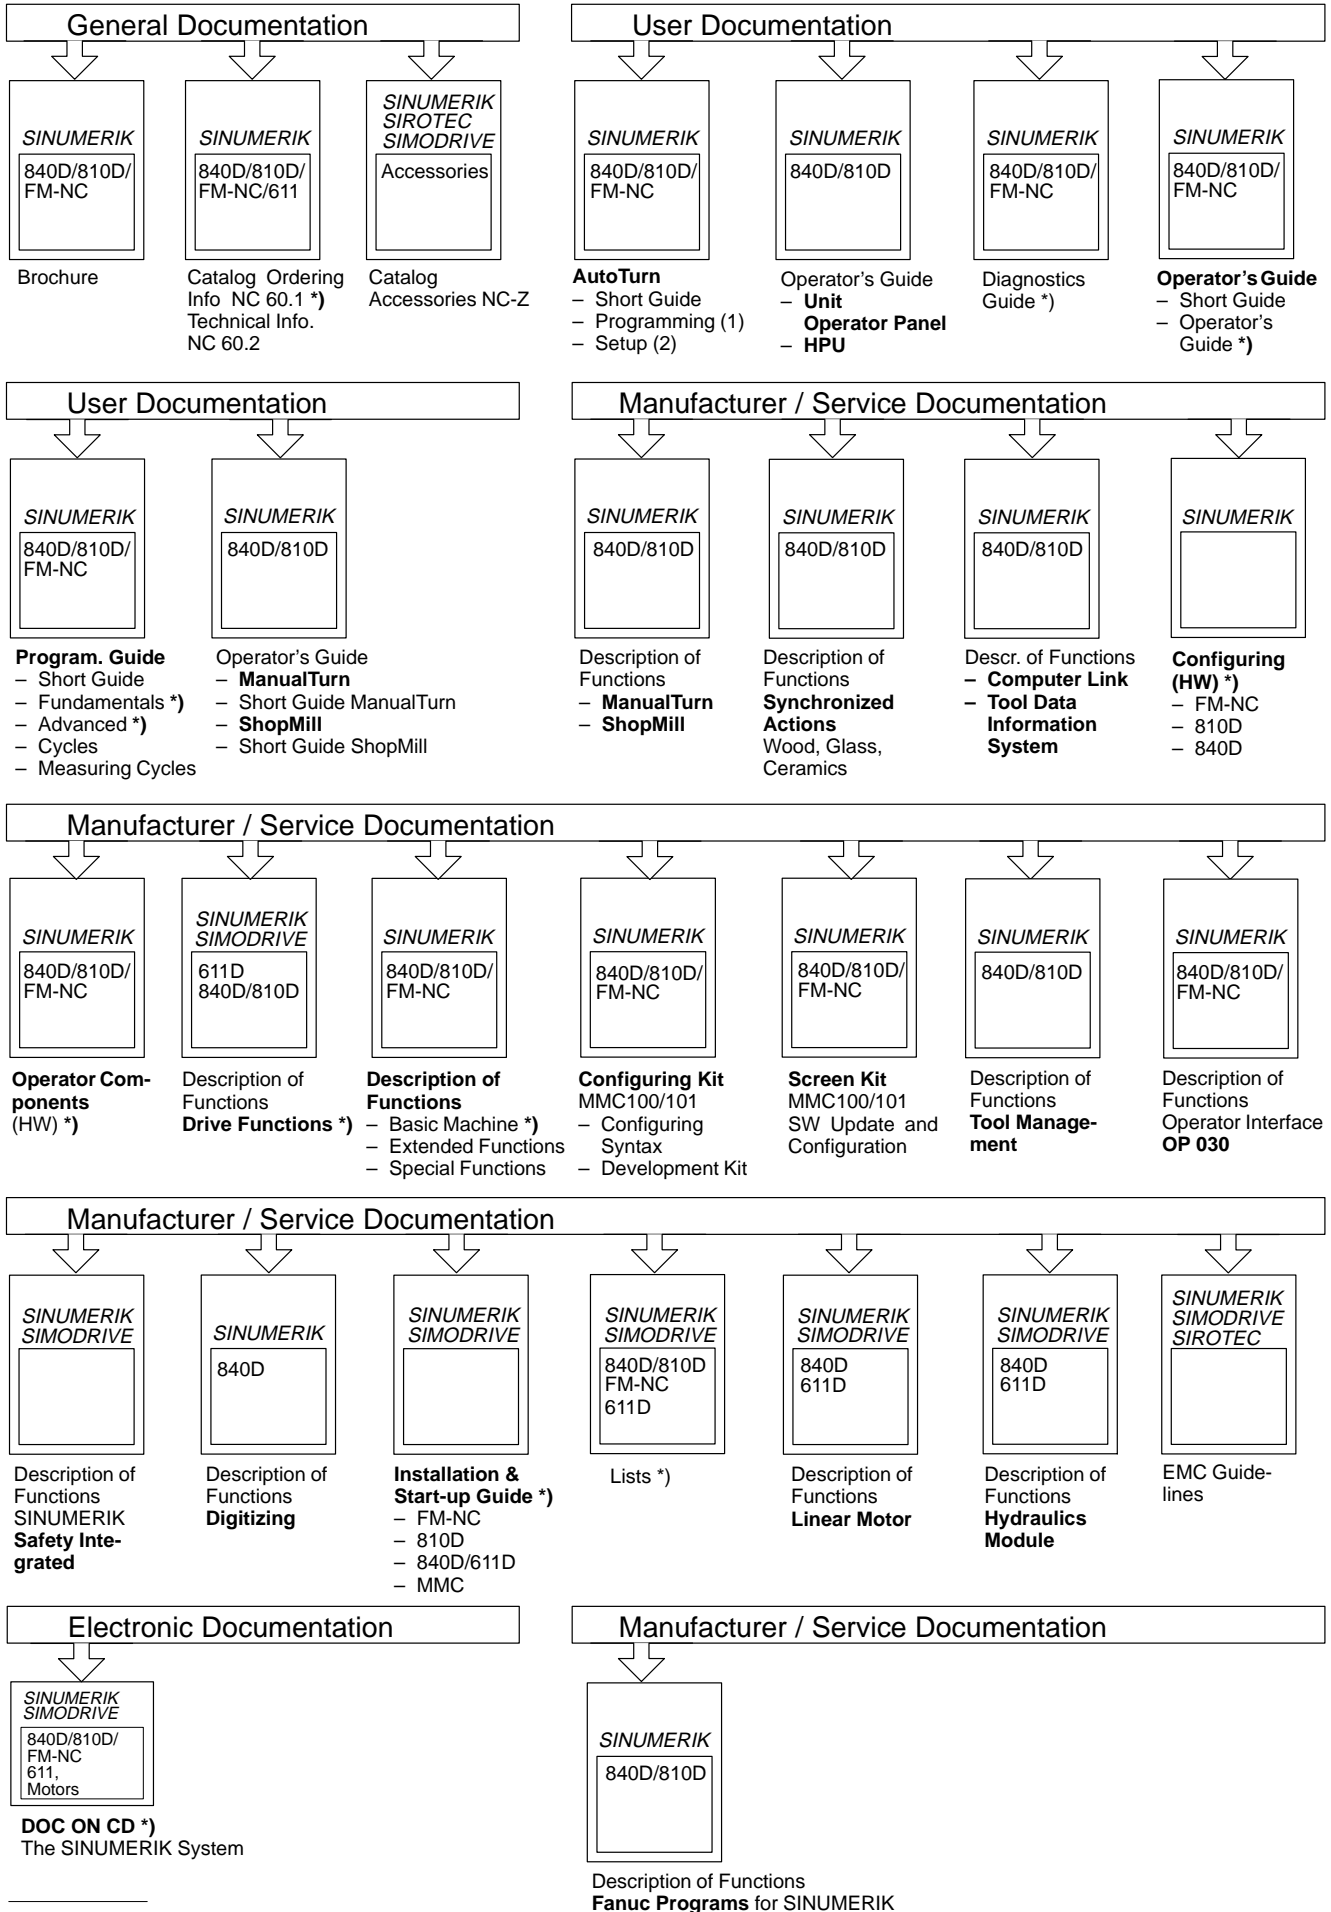 General Documentation
SINUMERIK
840D/810D/
FM-NC
Brochure
SINUMERIK
840D/810D/
FM-NC/611
Catalog Ordering
Info NC 60.1 *)
Technical Info.
NC 60.2
SINUMERIK
SIROTEC
SIMODRIVE
Accessories
Catalog
Accessories NC-Z
User Documentation
SINUMERIK
840D/810D/
FM-NC
AutoTurn
– Short Guide
– Programming (1)
– Setup (2)
SINUMERIK
840D/810D
Operator's Guide
– Unit
Operator Panel
– HPU
SINUMERIK
840D/810D/
FM-NC
Diagnostics
Guide *)
SINUMERIK
840D/810D/
FM-NC
Operator's Guide
– Short Guide
– Operator's
Guide *)
User Documentation
SINUMERIK
840D/810D/
FM-NC
Program. Guide
– Short Guide
– Fundamentals *)
– Advanced *)
– Cycles
– Measuring Cycles
SINUMERIK
840D/810D
Operator's Guide
– ManualTurn
– Short Guide ManualTurn
– ShopMill
– Short Guide ShopMill
Manufacturer / Service Documentation
SINUMERIK
840D/810D
Description of
Functions
– ManualTurn
– ShopMill
SINUMERIK
840D/810D
Description of
Functions
Synchronized
Actions
Wood, Glass,
Ceramics
SINUMERIK
840D/810D
Descr. of Functions
– Computer Link
– Tool Data
Information
System
SINUMERIK
Configuring
(HW) *)
– FM-NC
– 810D
– 840D
Manufacturer / Service Documentation
SINUMERIK
840D/810D/
FM-NC
Operator Com-
ponents
(HW) *)
SINUMERIK
SIMODRIVE
611D
840D/810D
Description of
Functions
Drive Functions *)
SINUMERIK
840D/810D/
FM-NC
Description of
Functions
– Basic Machine *)
– Extended Functions
– Special Functions
SINUMERIK
840D/810D/
FM-NC
Configuring Kit
MMC100/101
– Configuring
Syntax
– Development Kit
SINUMERIK
840D/810D/
FM-NC
Screen Kit
MMC100/101
SW Update and
Configuration
SINUMERIK
840D/810D
Description of
Functions
Tool Manage-
ment
SINUMERIK
840D/810D/
FM-NC
Description of
Functions
Operator Interface
OP 030
Manufacturer / Service Documentation
SINUMERIK
SIMODRIVE
Description of
Functions
SINUMERIK
Safety Inte-
grated
SINUMERIK
840D
Description of
Functions
Digitizing
SINUMERIK
SIMODRIVE
Installation &
Start-up Guide *)
– FM-NC
– 810D
– 840D/611D
– MMC
SINUMERIK
SIMODRIVE
840D/810D
FM-NC
611D
Lists *)
SINUMERIK
SIMODRIVE
840D
611D
Description of
Functions
Linear Motor
SINUMERIK
SIMODRIVE
840D
611D
Description of
Functions
Hydraulics
Module
SINUMERIK
SIMODRIVE
SIROTEC
EMC Guide-
lines
Electronic Documentation
SINUMERIK
SIMODRIVE
840D/810D/
FM-NC
611,
Motors
DOC ON CD *)
The SINUMERIK System
Manufacturer / Service Documentation
SINUMERIK
840D/810D
Description of Functions
Fanuc Programs for SINUMERIK